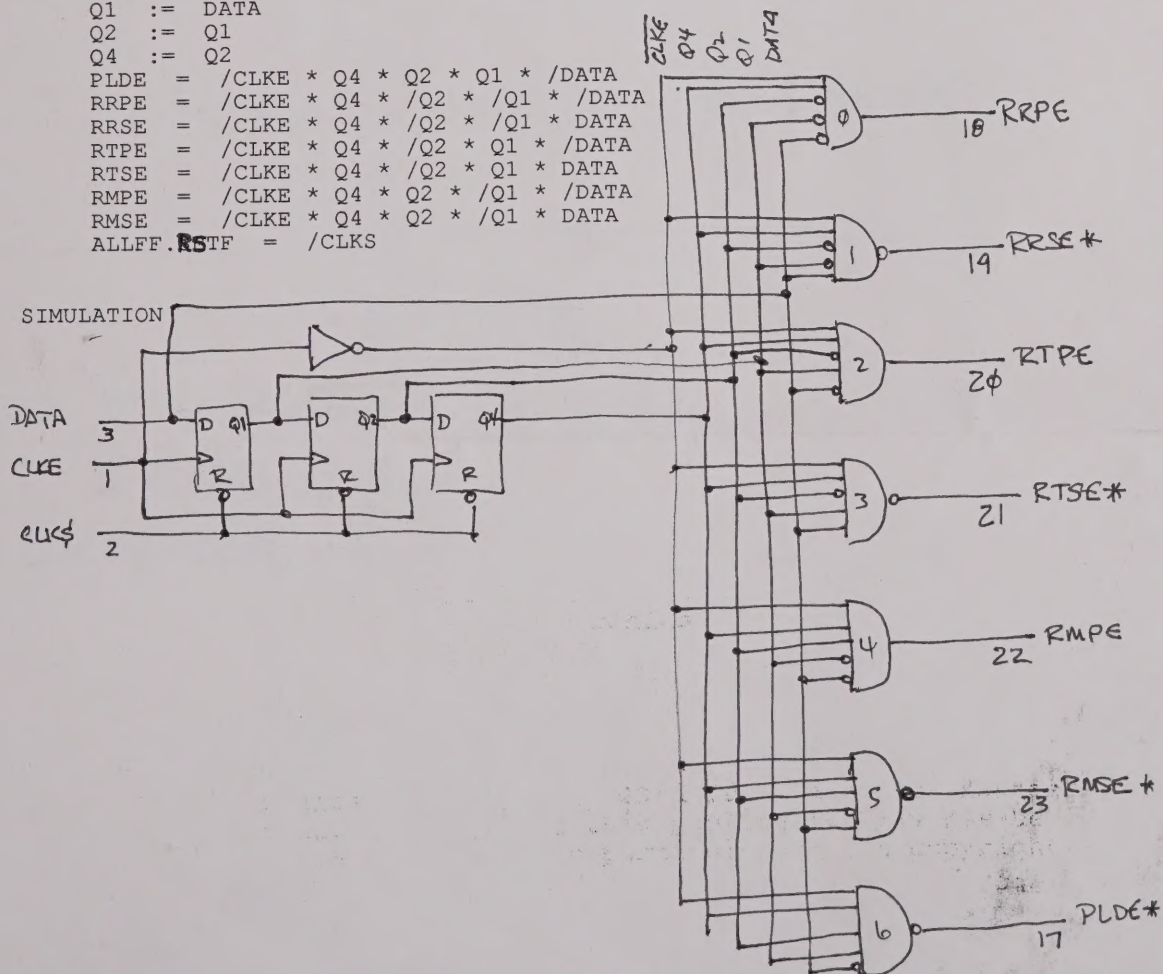 Q1 := DATA
Q2 := Q1
Q4 := Q2
PLDE = /CLKE * Q4 * Q2 * Q1 * /DATA
RRPE = /CLKE * Q4 * /Q2 * /Q1 * /DATA
RRSE = /CLKE * Q4 * /Q2 * /Q1 * DATA
RTPE = /CLKE * Q4 * /Q2 * Q1 * /DATA
RTSE = /CLKE * Q4 * /Q2 * Q1 * DATA
RMPE = /CLKE * Q4 * Q2 * /Q1 * /DATA
RMSE = /CLKE * Q4 * Q2 * /Q1 * DATA
ALLFF.RSTF = /CLKS
SIMULATION
CLKE Q4 Q2 Q1 DATA
0 18 RRPE
1 19 RRSE*
2 20 RTPE
3 21 RTSE*
4 22 RMPE
5 23 RMSE*
6 17 PLDE*
DATA 3
CLKE 1
CLKS 2
D Q1 D Q2 D Q4
R R R